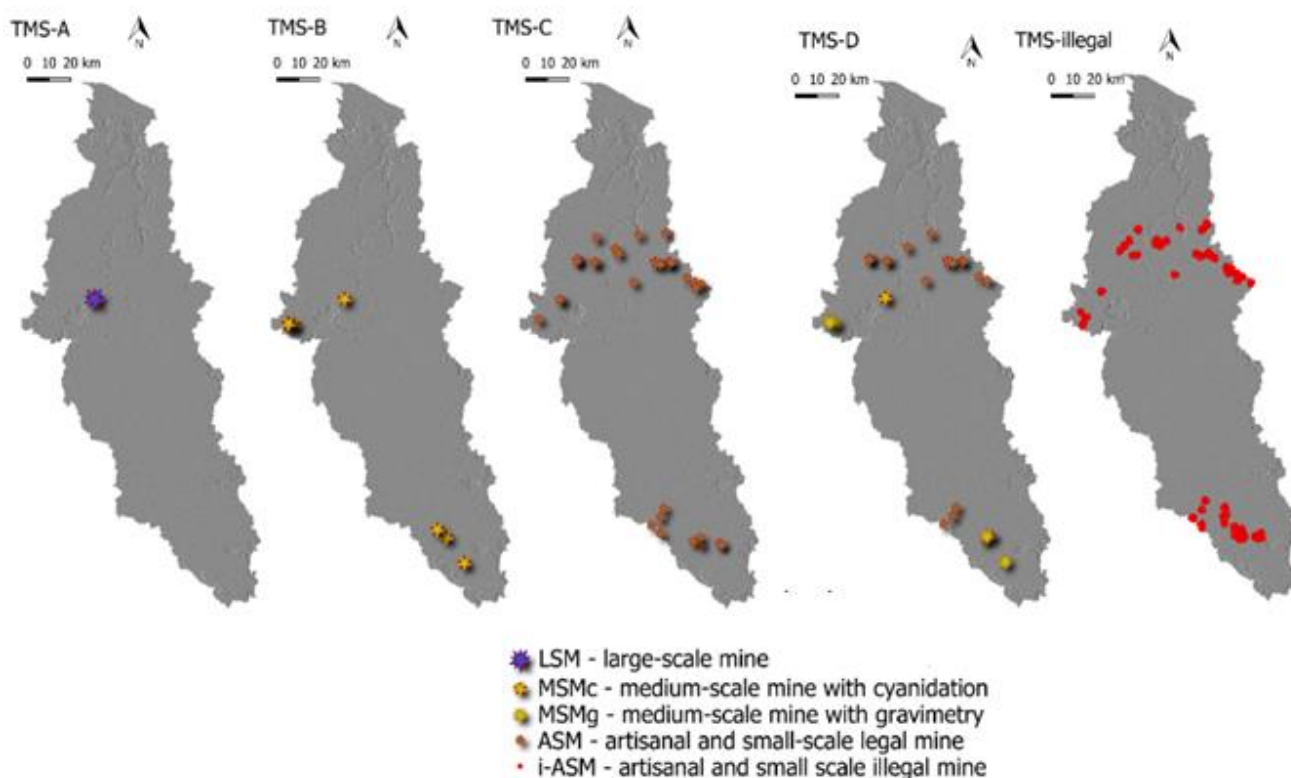 TMS-A
N
0 10 20 km
TMS-B
N
0 10 20 km
TMS-C
N
0 10 20 km
TMS-D
N
0 10 20 km
TMS-illegal
N
0 10 20 km
LSM - large-scale mine
MSMc - medium-scale mine with cyanidation
MSMg - medium-scale mine with gravimetry
ASM - artisanal and small-scale legal mine
i-ASM - artisanal and small scale illegal mine